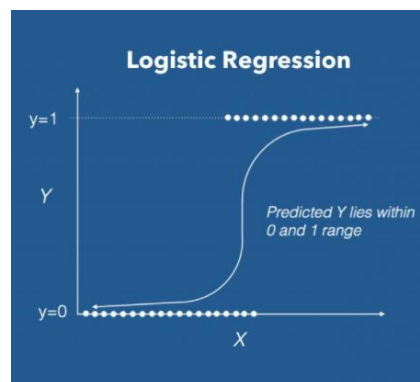 Logistic Regression
y=1
Y
Predicted Y lies within
0 and 1 range
y=0
X